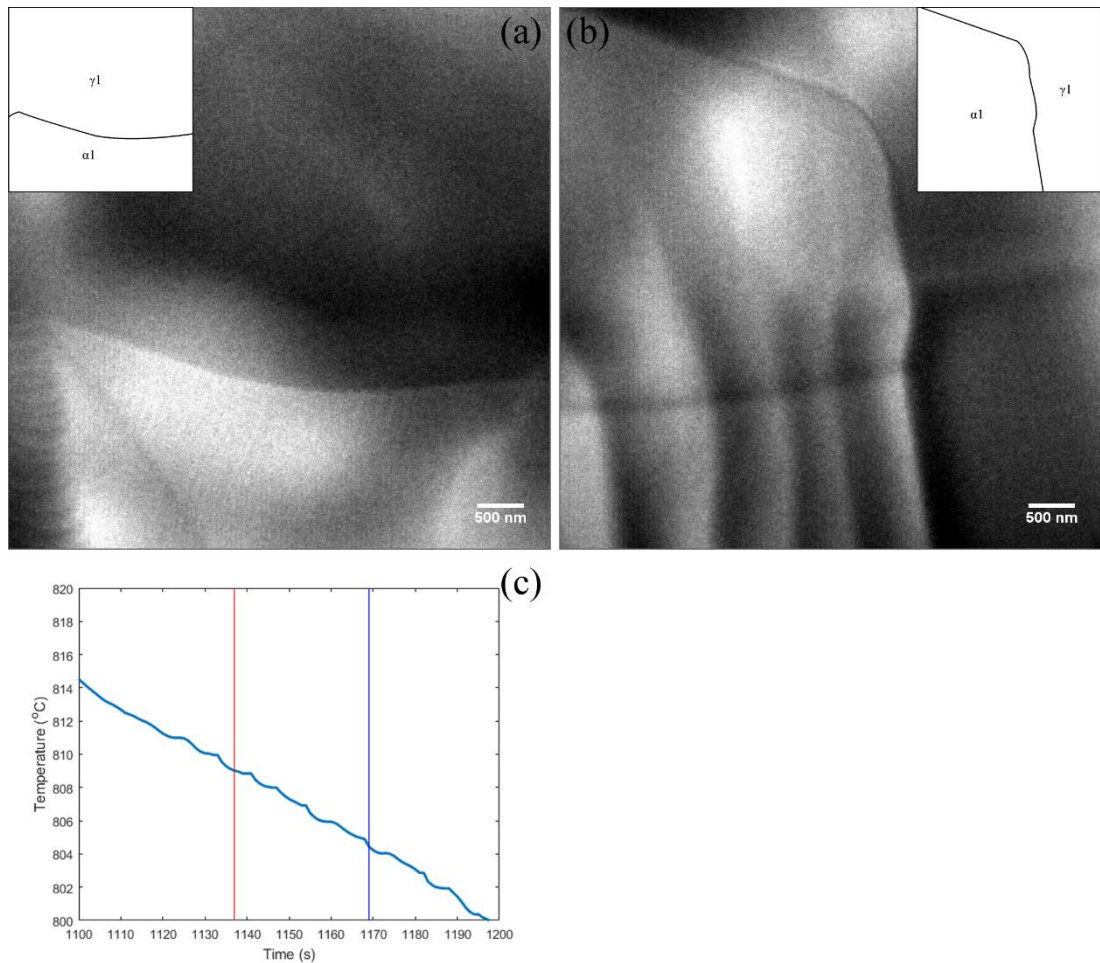 (a)
γ1
α1
500 nm
(b)
α1
γ1
500 nm
(c)
820
818
816
814
812
810
808
806
804
802
800
Temperature (°C)
1100 1110 1120 1130 1140 1150 1160 1170 1180 1190 1200
Time (s)